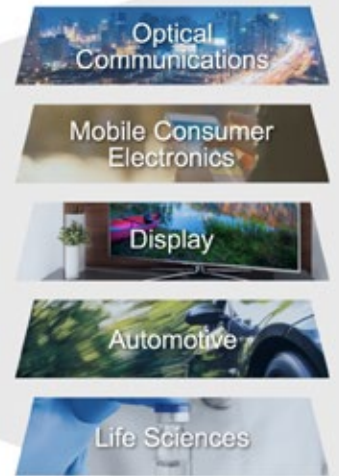 Optical
Communications
Mobile Consumer
Electronics
Display
Automotive
Life Sciences